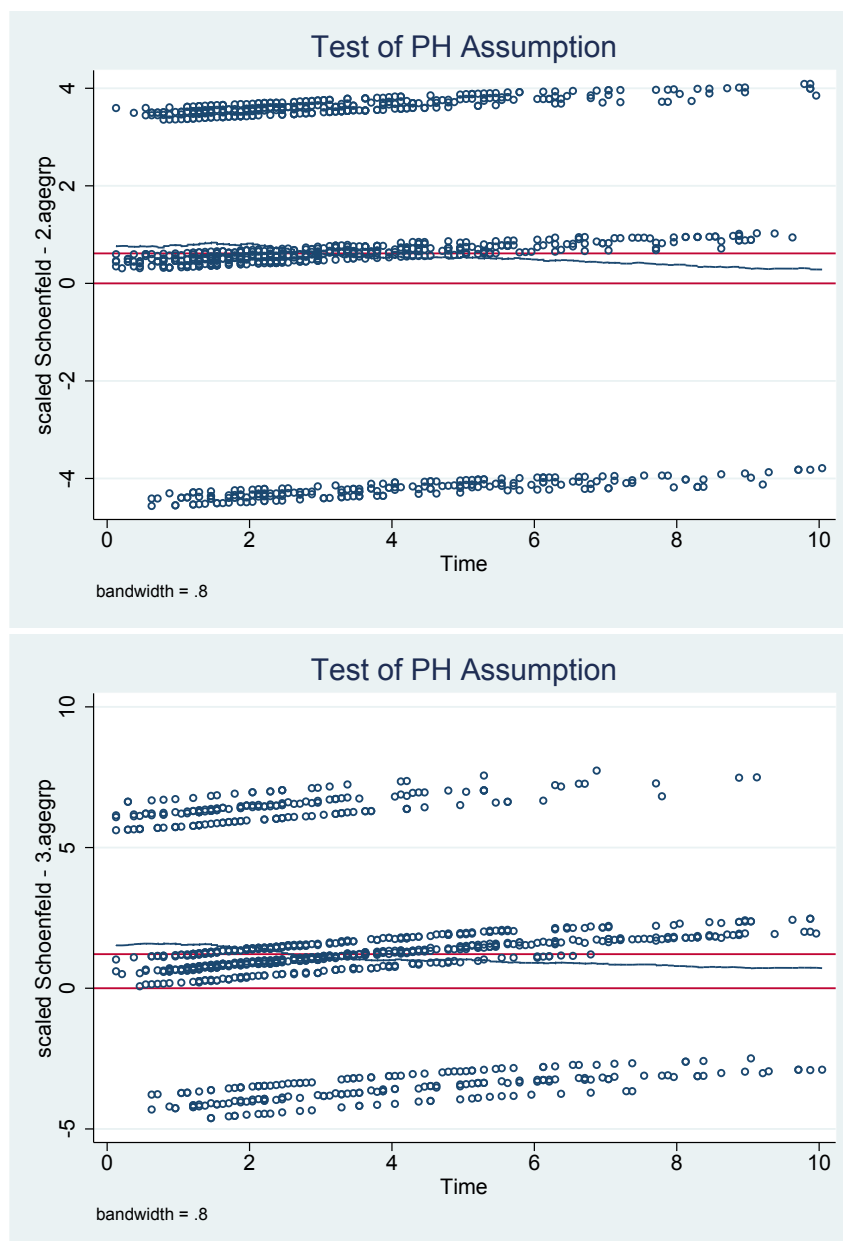 Test of PH Assumption
scaled Schoenfeld - 2.agegrp
4
2
0
-2
-4
0 2 4 6 8 10
Time
bandwidth = .8
Test of PH Assumption
scaled Schoenfeld - 3.agegrp
10
5
0
-5
0 2 4 6 8 10
Time
bandwidth = .8